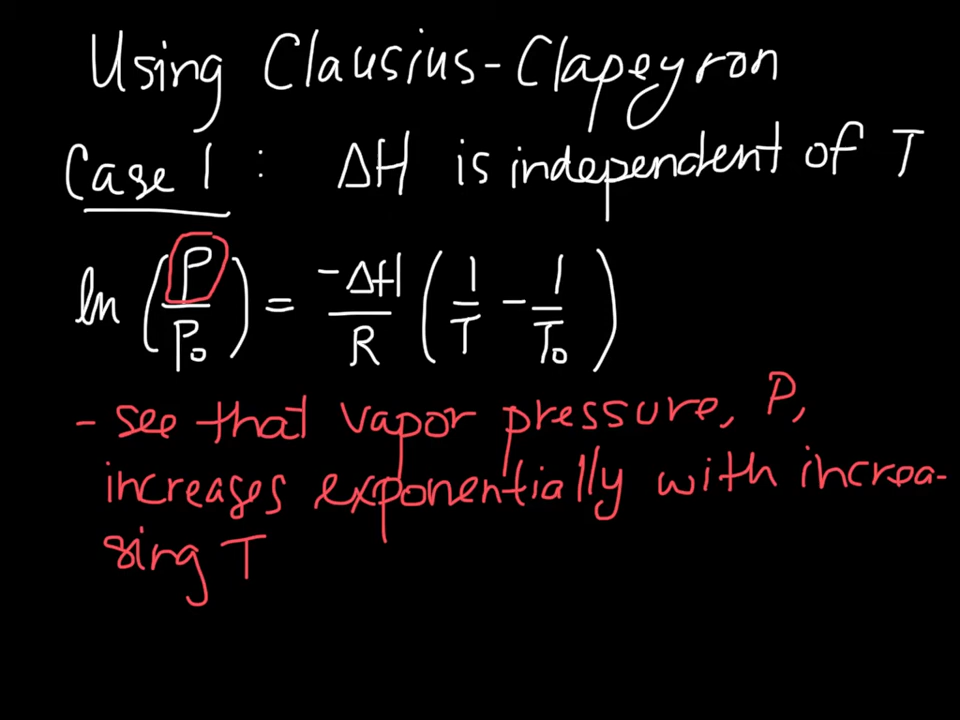 Using Clausius-Clapeyron
Case 1 : ΔH is independent of T
ln (P/P₀) = -ΔH/R (1/T - 1/T₀)
- see that vapor pressure, P,
increases exponentially with increa-
sing T